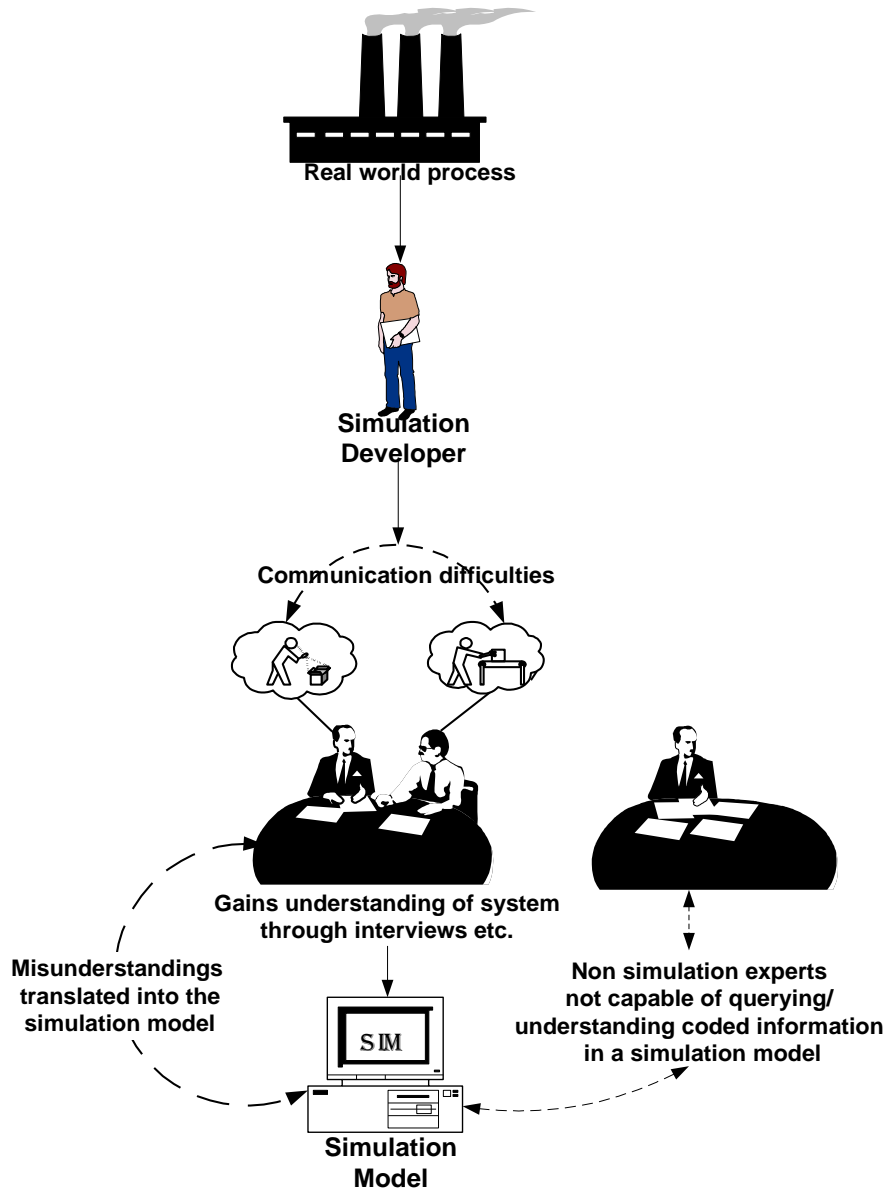 Real world process
Simulation
Developer
Communication difficulties
Gains understanding of system
through interviews etc.
Misunderstandings
translated into the
simulation model
Non simulation experts
not capable of querying/
understanding coded information
in a simulation model
SIM
Simulation
Model